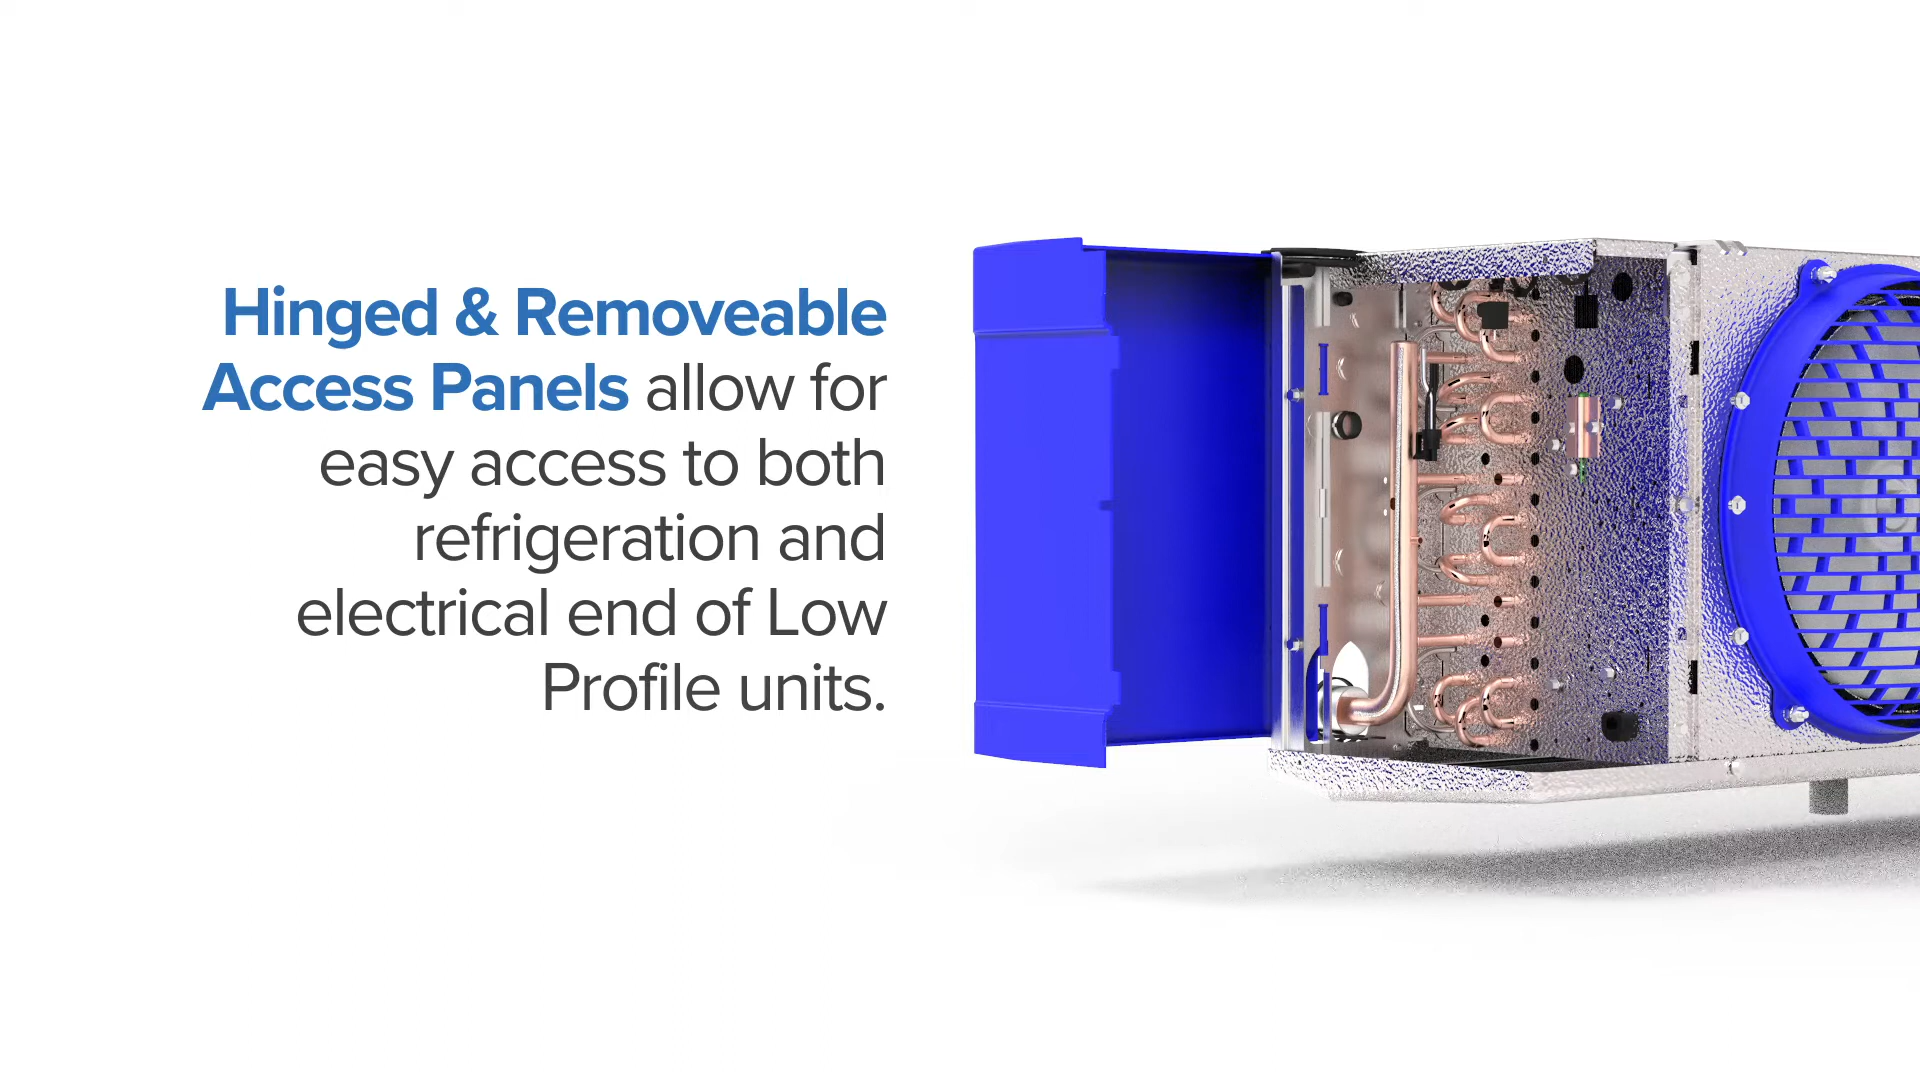 Hinged & Removeable
Access Panels allow for
easy access to both
refrigeration and
electrical end of Low
Profile units.